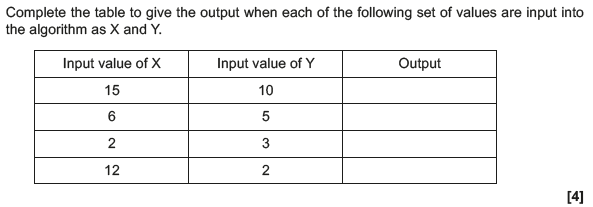 Complete the table to give the output when each of the following set of values are input into
the algorithm as X and Y.
Input value of X Input value of Y Output
15 10
6 5
2 3
12 2
[4]